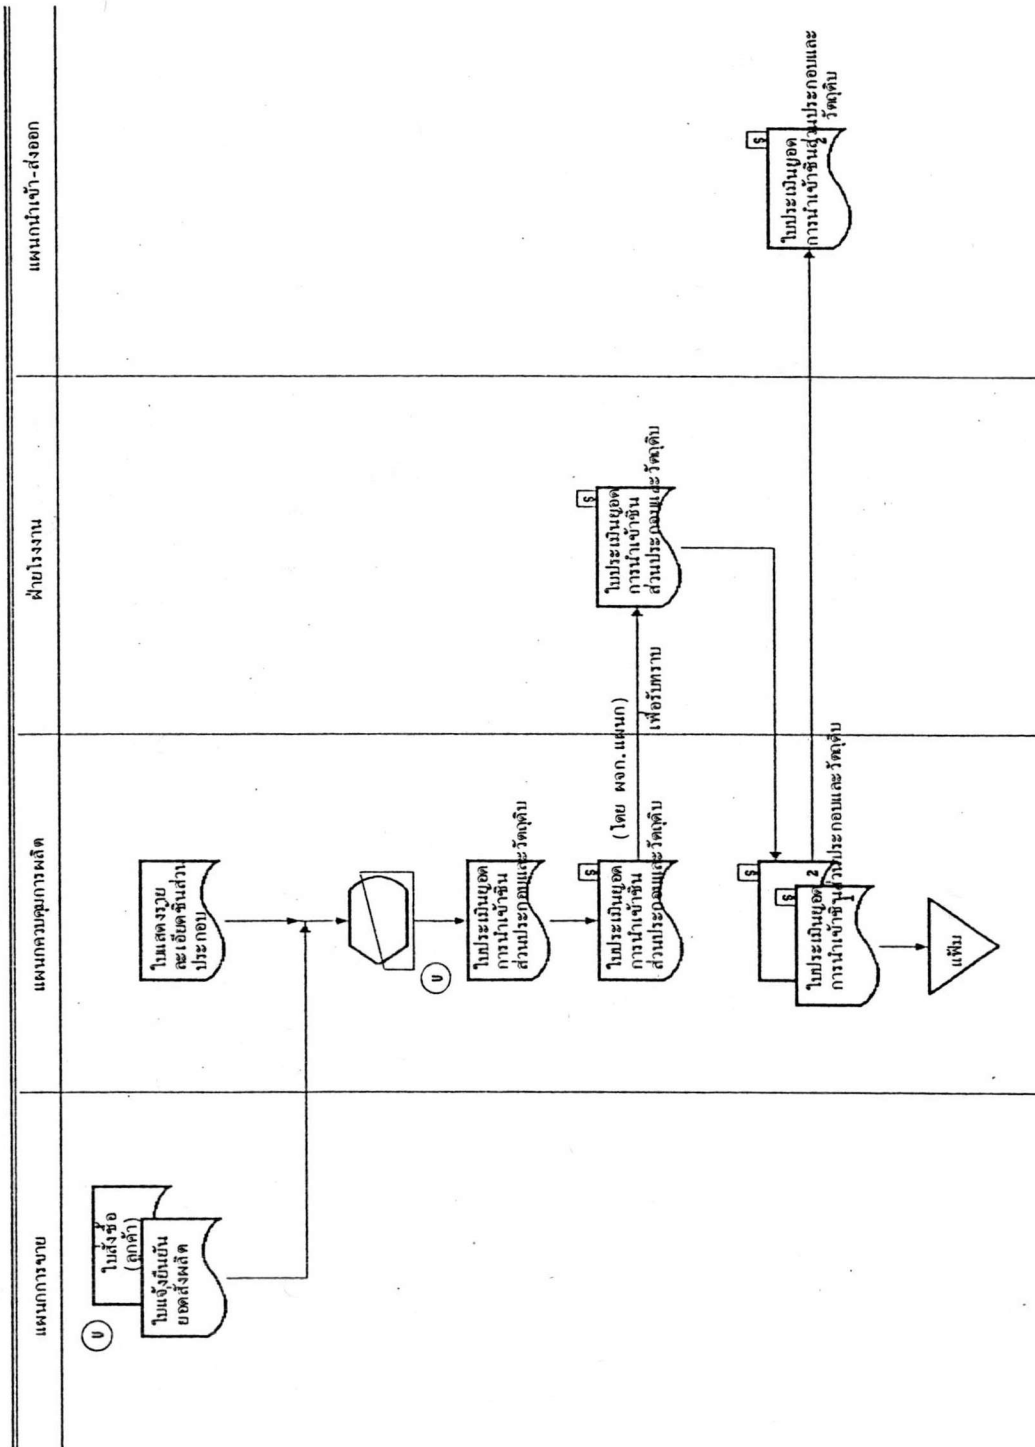 แผนกการขาย
แผนกควบคุมการผลิต
ฝ่ายโรงงาน
แผนกนำเข้า-ส่งออก
ใบสั่งซื้อ
(ลูกค้า)
ใบแจ้งยืนยัน
ยอดสั่งผลิต
ใบแสดงราย
ละเอียดชิ้นส่วน
ประกอบ
ใบประเมินยอด
การนำเข้าชิ้น
ส่วนประกอบและวัตถุดิบ
ใบประเมินยอด
การนำเข้าชิ้น
ส่วนประกอบและวัตถุดิบ
(โดย ผจก.แผนก)
เพื่อรับทราบ
ใบประเมินยอด
การนำเข้าชิ้น
ส่วนประกอบและวัตถุดิบ
2
ใบประเมินยอด
1
การนำเข้าชิ้นส่วนประกอบและวัตถุดิบ
แฟ้ม
ใบประเมินยอด
2
การนำเข้าชิ้นส่วนประกอบและ
วัตถุดิบ